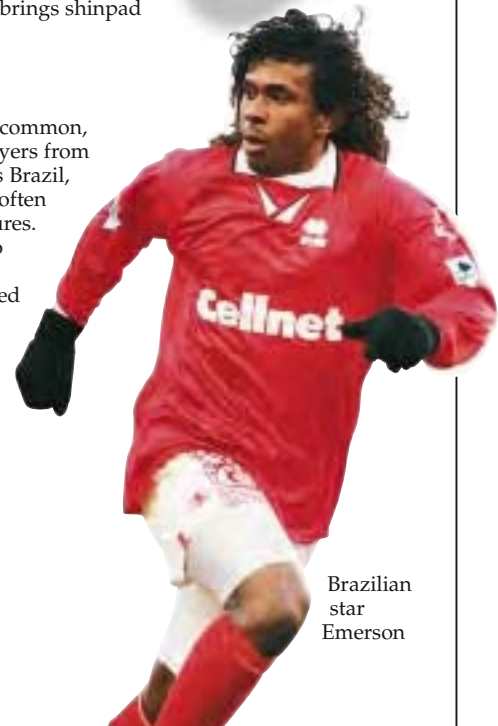 brings shinpad
common,
yers from
s Brazil,
often
ures.
o
ed
Cellnet
Brazilian
star
Emerson